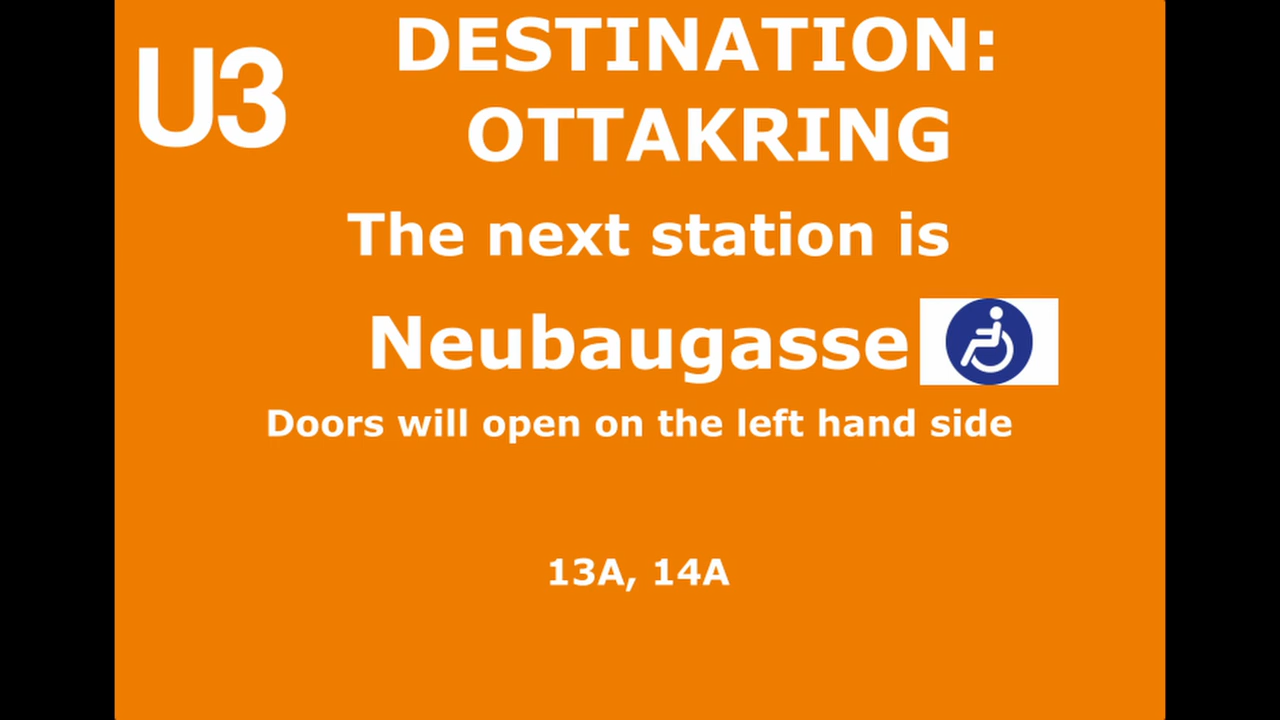 U3
DESTINATION:
OTTAKRING
The next station is
Neubaugasse
Doors will open on the left hand side
13A, 14A